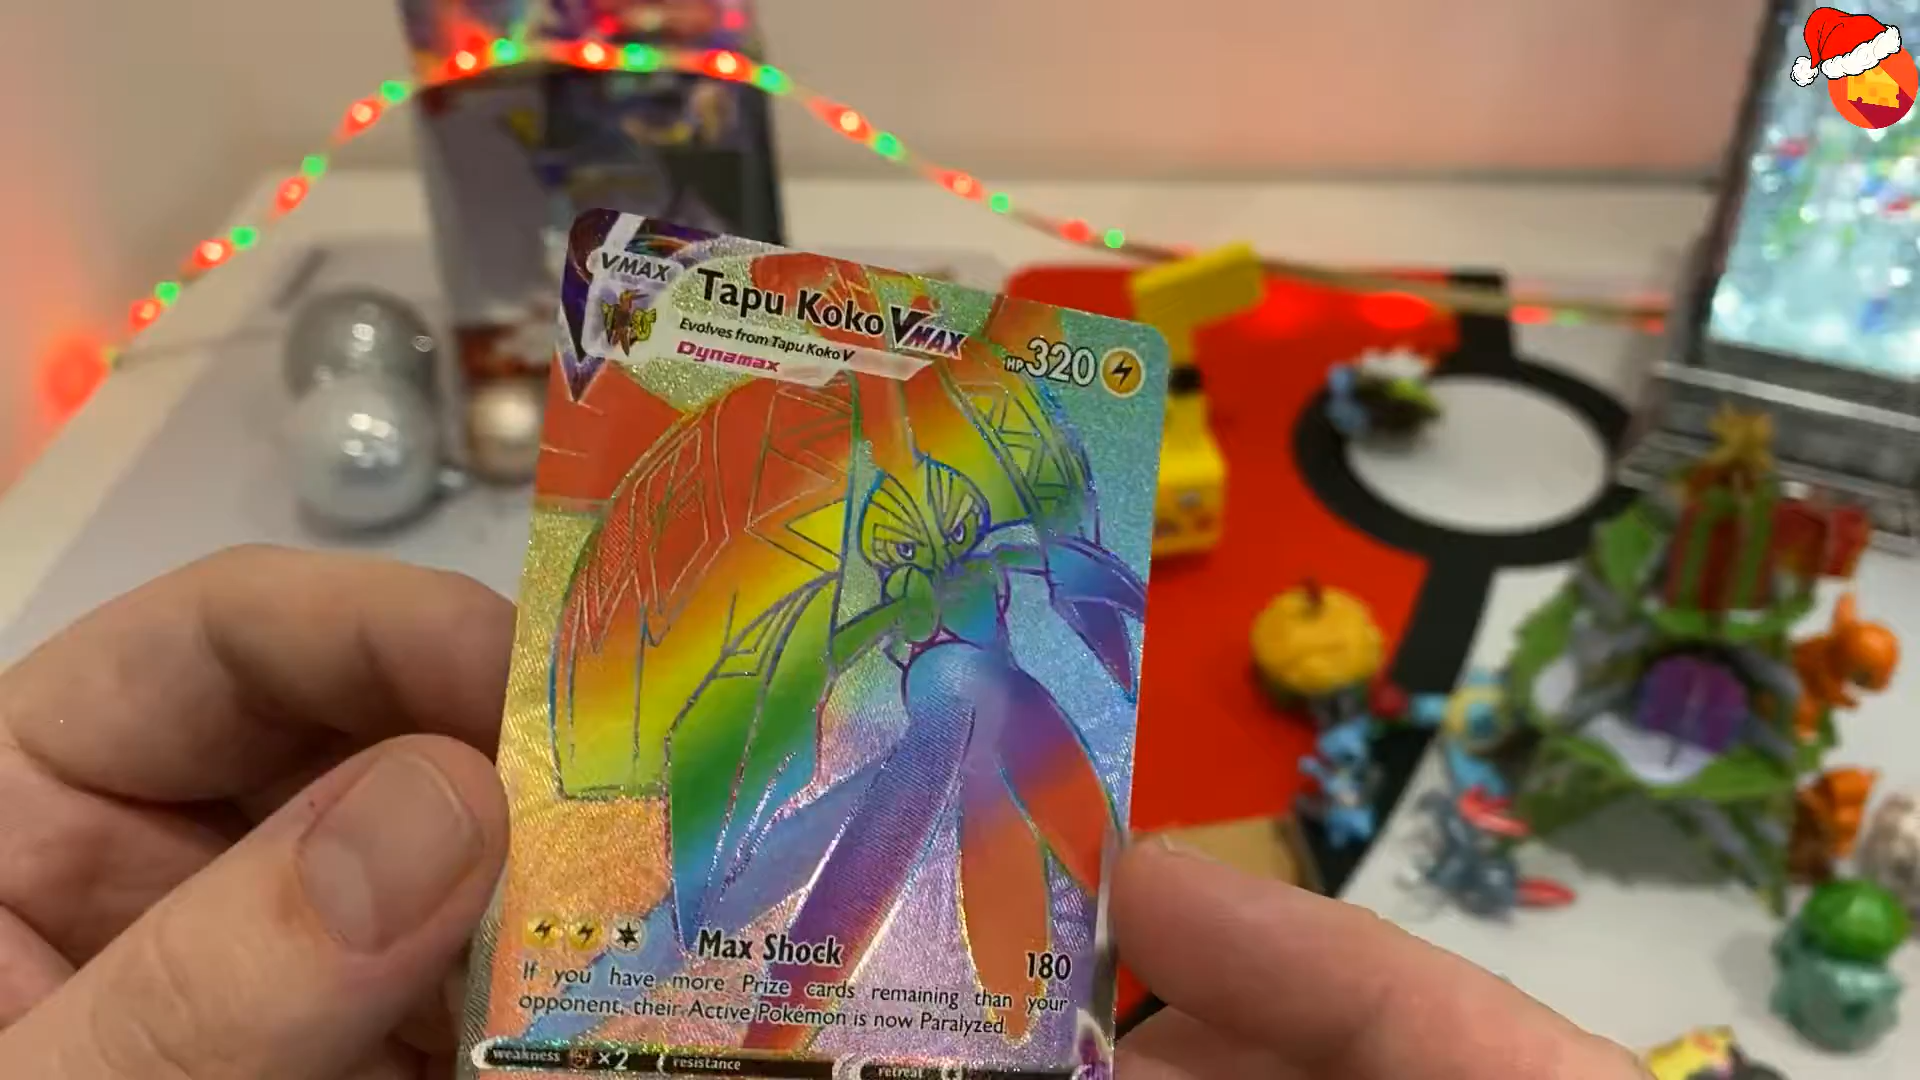 VMAX
Tapu Koko VMAX
Evolves from Tapu Koko V
Dynamax
HP 320
Max Shock 180
If you have more Prize cards remaining than your
opponent, their Active Pokémon is now Paralyzed.
weakness ×2 resistance retreat